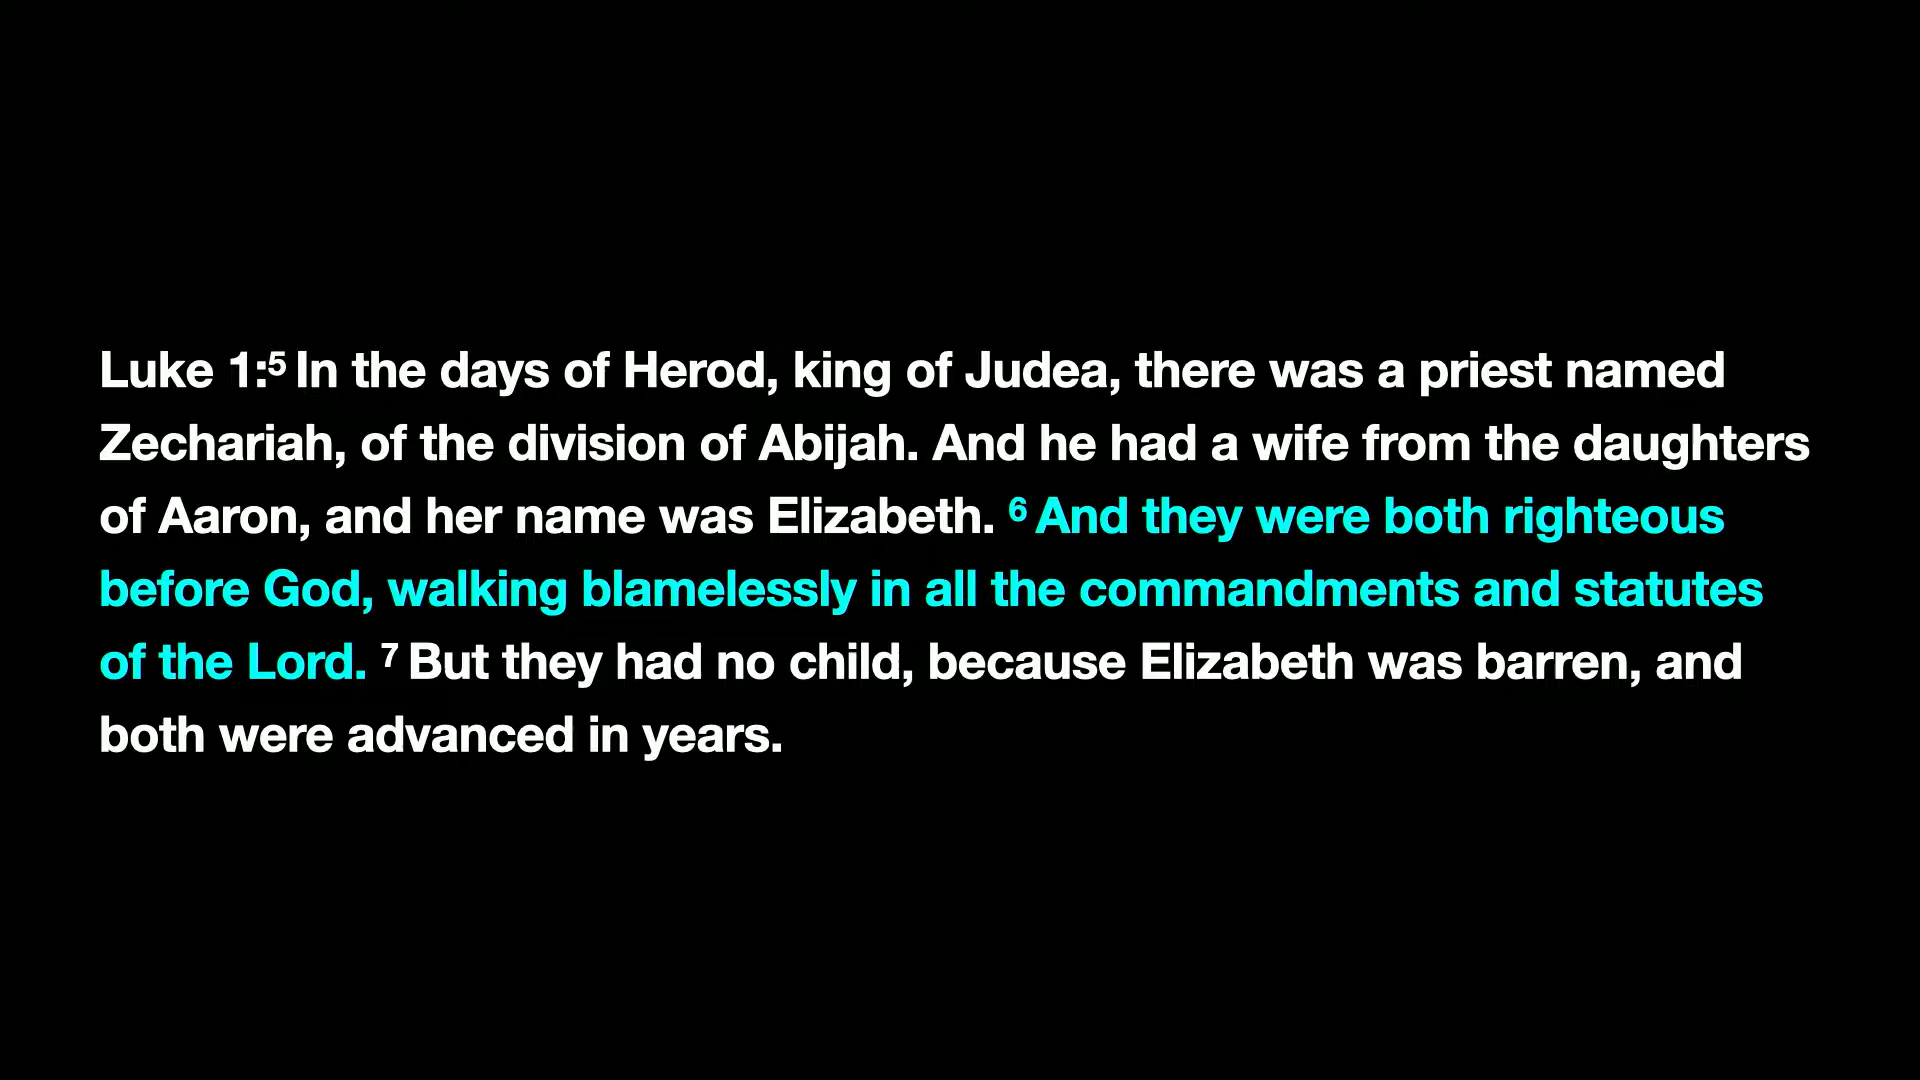 Luke 1:5 In the days of Herod, king of Judea, there was a priest named
Zechariah, of the division of Abijah. And he had a wife from the daughters
of Aaron, and her name was Elizabeth. 6 And they were both righteous
before God, walking blamelessly in all the commandments and statutes
of the Lord. 7 But they had no child, because Elizabeth was barren, and
both were advanced in years.